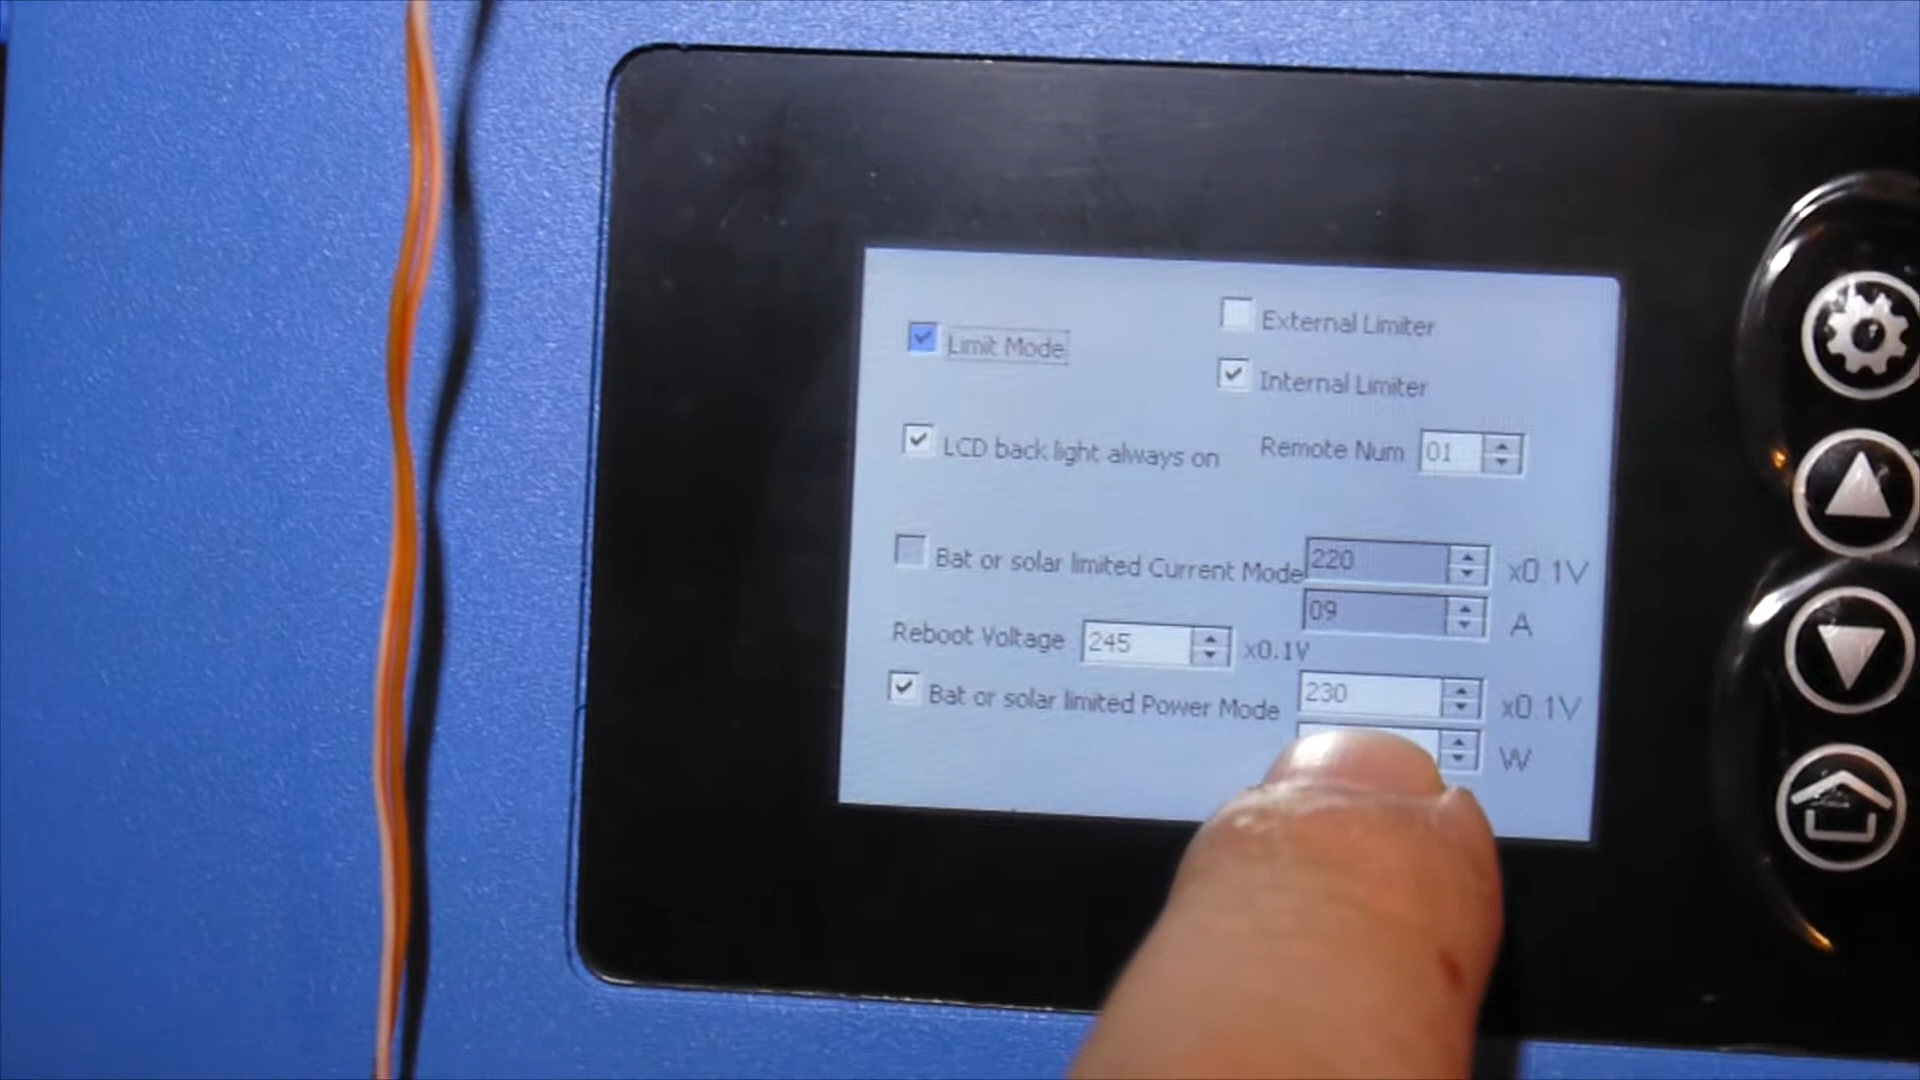 External Limiter
Limit Mode
Internal Limiter
LCD back light always on Remote Num 01
Bat or solar limited Current Mode 220 x0.1V
09 A
Reboot Voltage 245 x0.1V
Bat or solar limited Power Mode 230 x0.1V
W